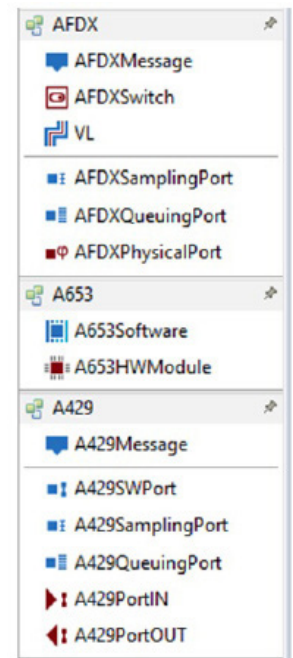 AFDX
AFDXMessage
AFDXSwitch
VL
AFDXSamplingPort
AFDXQueuingPort
AFDXPhysicalPort
A653
A653Software
A653HWModule
A429
A429Message
A429SWPort
A429SamplingPort
A429QueuingPort
A429PortIN
A429PortOUT